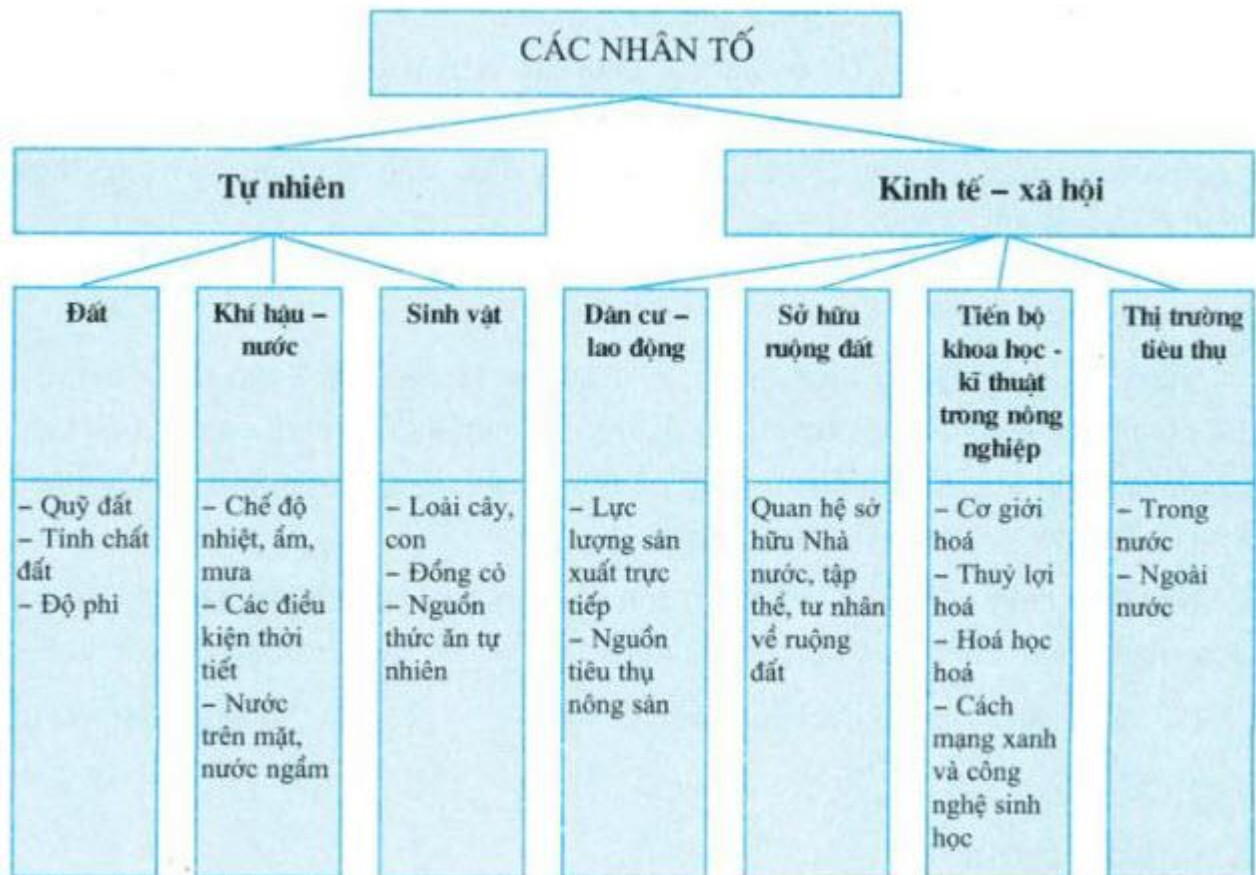 CÁC NHÂN TỐ
Tự nhiên
Kinh tế – xã hội
Đất
Khí hậu –
nước
Sinh vật
Dân cư –
lao động
Sở hữu
ruộng đất
Tiến bộ
khoa học -
kĩ thuật
trong nông
nghiệp
Thị trường
tiêu thụ
– Quỹ đất
– Tính chất
đất
– Độ phì
– Chế độ
nhiệt, ẩm,
mưa
– Các điều
kiện thời
tiết
– Nước
trên mặt,
nước ngầm
– Loài cây,
con
– Đồng cỏ
– Nguồn
thức ăn tự
nhiên
– Lực
lượng sản
xuất trực
tiếp
– Nguồn
tiêu thụ
nông sản
Quan hệ sở
hữu Nhà
nước, tập
thể, tư nhân
về ruộng
đất
– Cơ giới
hoá
– Thuỷ lợi
hoá
– Hoá học
hoá
– Cách
mạng xanh
và công
nghệ sinh
học
– Trong
nước
– Ngoài
nước